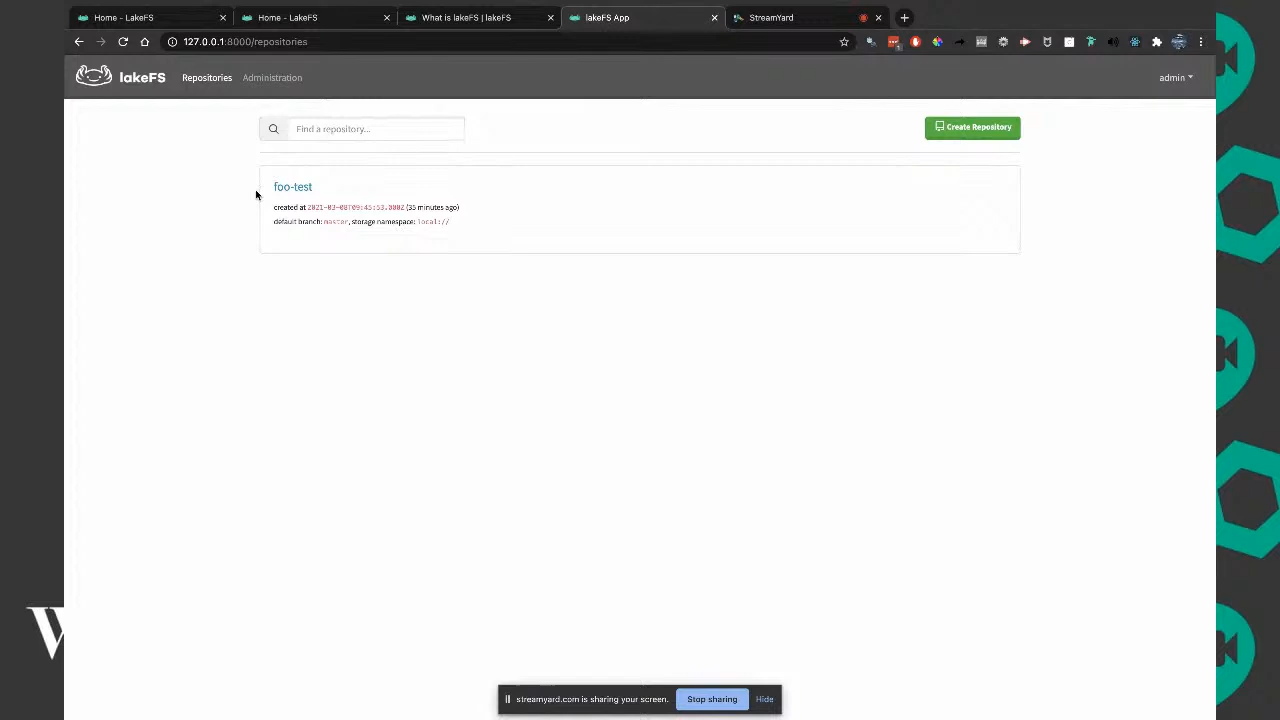 Home - LakeFS
Home - LakeFS
What is lakeFS | lakeFS
lakeFS App
StreamYard
127.0.0.1:8000/repositories
lakeFS
Repositories
Administration
admin
Find a repository...
Create Repository
foo-test
created at 2021-03-08T09:45:53.000Z (35 minutes ago)
default branch: master, storage namespace: local://
W
streamyard.com is sharing your screen.
Stop sharing
Hide